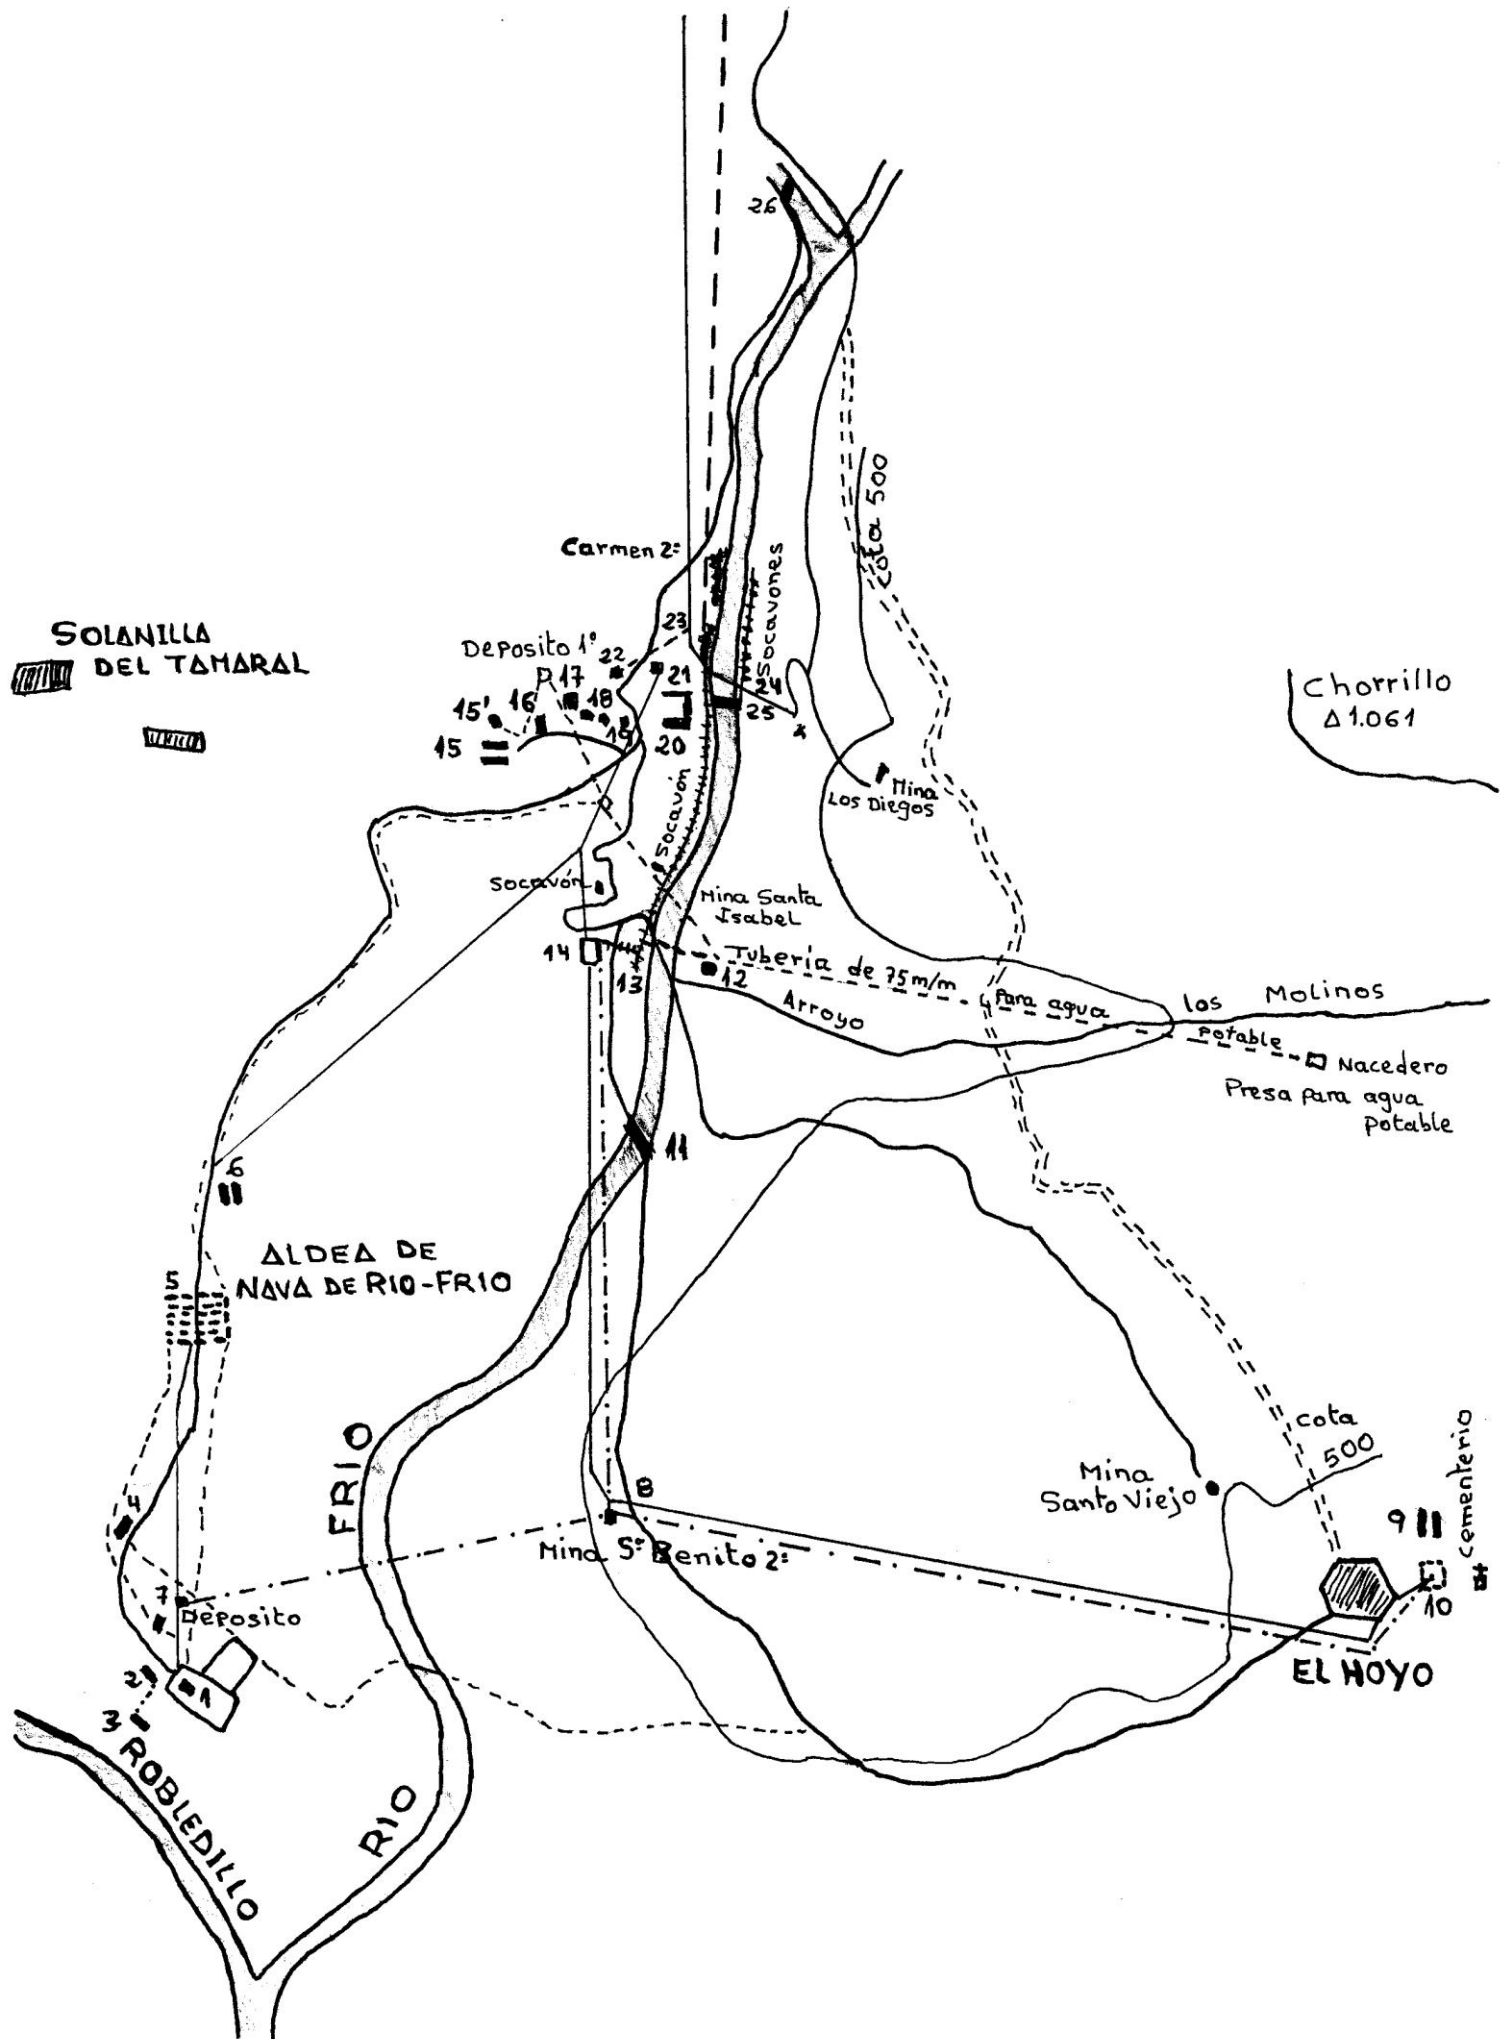 26
cota 500
Carmen 2ª
Socavones
SOLANILLA
DEL TAMARAL
Deposito 1º
23
22
21
17
18
16
15'
15
19
20
24
25
Chorrillo
Δ 1.061
Mina
Los Diegos
Socavón
Socavón
Mina Santa
Isabel
14
13
12
Tubería de 75 m/m
Para agua
potable
Arroyo
los Molinos
Nacedero
Presa para agua
potable
11
6
ALDEA DE
NAVA DE RIO-FRIO
5
4
7
Deposito
8
Mina Sⁿ Benito 2ª
Mina
Santo Viejo
cota
500
9
cementerio
10
EL HOYO
2
1
3
ROBLEDILLO
RIO
FRIO